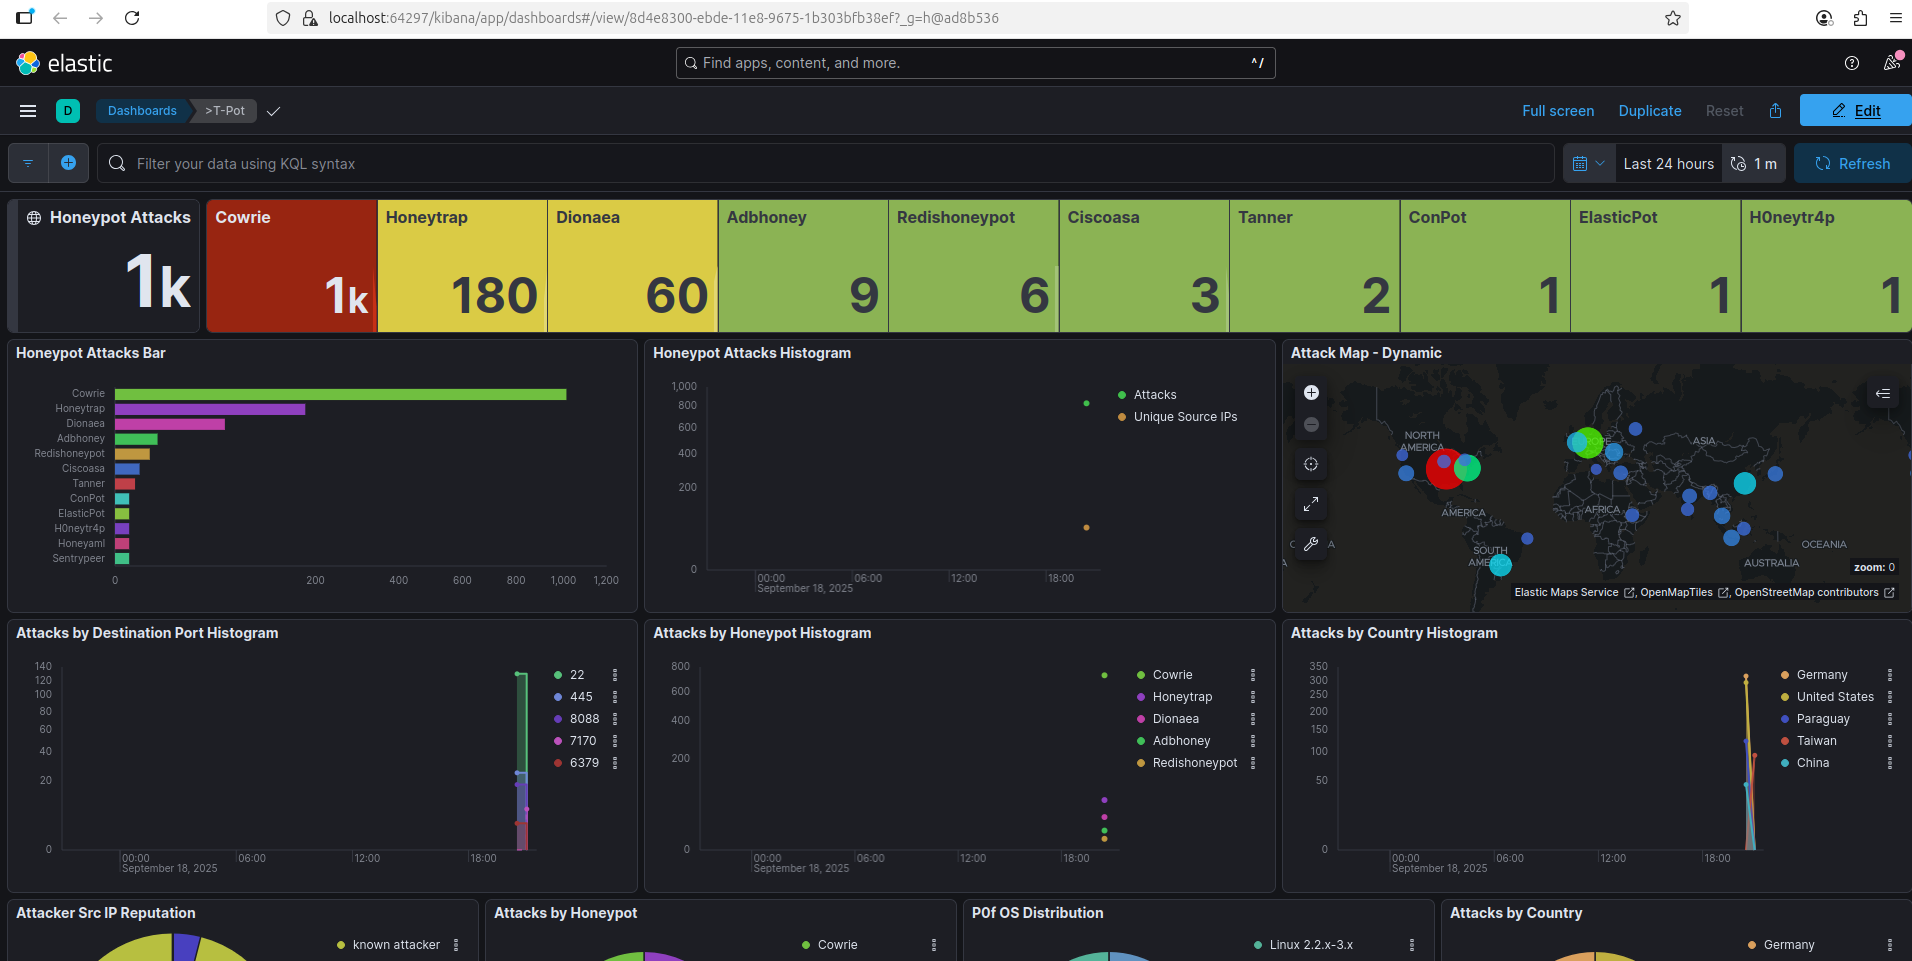 localhost:64297/kibana/app/dashboards#/view/8d4e8300-ebde-11e8-9675-1b303bfb38ef?_g=h@ad8b536
elastic
Find apps, content, and more.
^/
D
Dashboards
>T-Pot
Full screen
Duplicate
Reset
Edit
Filter your data using KQL syntax
Last 24 hours
1 m
Refresh
Honeypot Attacks
1k
Cowrie
1k
Honeytrap
180
Dionaea
60
Adbhoney
9
Redishoneypot
6
Ciscoasa
3
Tanner
2
ConPot
1
ElasticPot
1
H0neytr4p
1
Honeypot Attacks Bar
Cowrie
Honeytrap
Dionaea
Adbhoney
Redishoneypot
Ciscoasa
Tanner
ConPot
ElasticPot
H0neytr4p
Honeyaml
Sentrypeer
0 200 400 600 800 1,000 1,200
Honeypot Attacks Histogram
1,000
800
600
400
200
0
00:00 06:00 12:00 18:00
September 18, 2025
Attacks
Unique Source IPs
Attack Map - Dynamic
NORTH
AMERICA
ASIA
AMERICA
AFRICA
SOUTH
AMERICA
OCEANIA
AUSTRALIA
zoom: 0
Elastic Maps Service , OpenMapTiles , OpenStreetMap contributors
Attacks by Destination Port Histogram
140
120
100
80
60
40
20
0
00:00 06:00 12:00 18:00
September 18, 2025
22
445
8088
7170
6379
Attacks by Honeypot Histogram
800
600
400
200
0
00:00 06:00 12:00 18:00
September 18, 2025
Cowrie
Honeytrap
Dionaea
Adbhoney
Redishoneypot
Attacks by Country Histogram
350
300
250
200
150
100
50
0
00:00 06:00 12:00 18:00
September 18, 2025
Germany
United States
Paraguay
Taiwan
China
Attacker Src IP Reputation
known attacker
Attacks by Honeypot
Cowrie
P0f OS Distribution
Linux 2.2.x-3.x
Attacks by Country
Germany